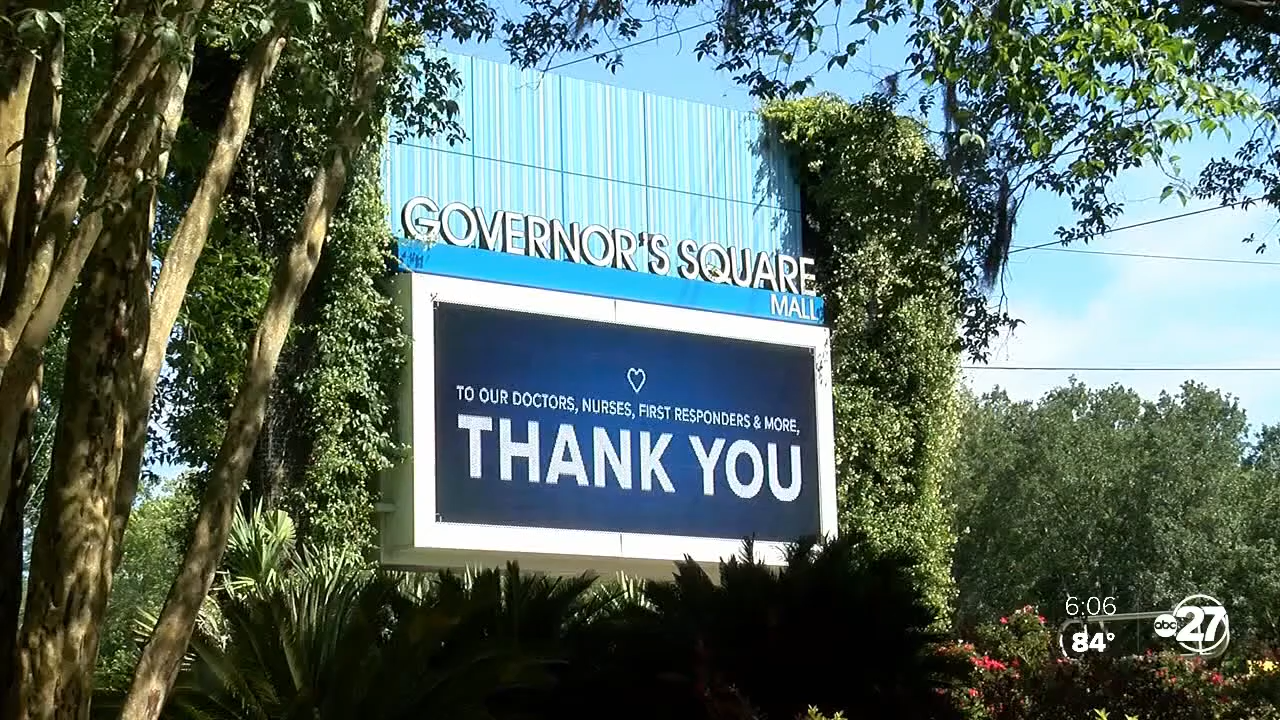 GOVERNOR'S SQUARE
MALL
TO OUR DOCTORS, NURSES, FIRST RESPONDERS & MORE,
THANK YOU
6:06
84°
abc 27